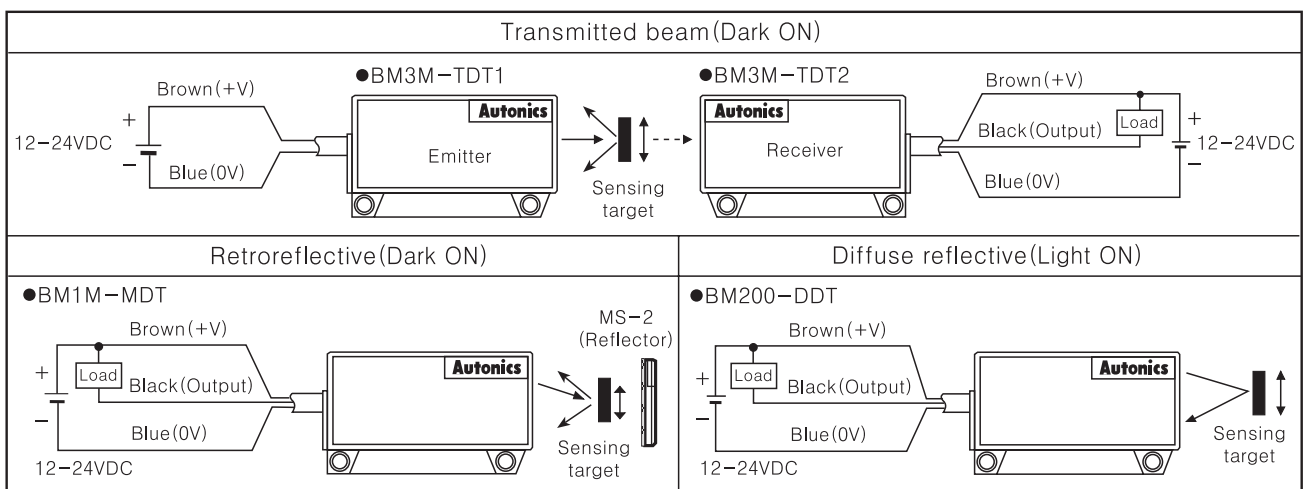 Transmitted beam(Dark ON)
●BM3M-TDT1
●BM3M-TDT2
Brown(+V)
Autonics
Autonics
Brown(+V)
+
12-24VDC
−
Emitter
Receiver
Black(Output)
Load
+
12-24VDC
−
Blue(0V)
Sensing
target
Blue(0V)
Retroreflective(Dark ON)
●BM1M-MDT
Brown(+V)
MS-2
(Reflector)
+
Load
Autonics
Black(Output)
−
Blue(0V)
Sensing
target
12-24VDC
Diffuse reflective(Light ON)
●BM200-DDT
Brown(+V)
+
Load
Autonics
Black(Output)
−
Blue(0V)
Sensing
target
12-24VDC